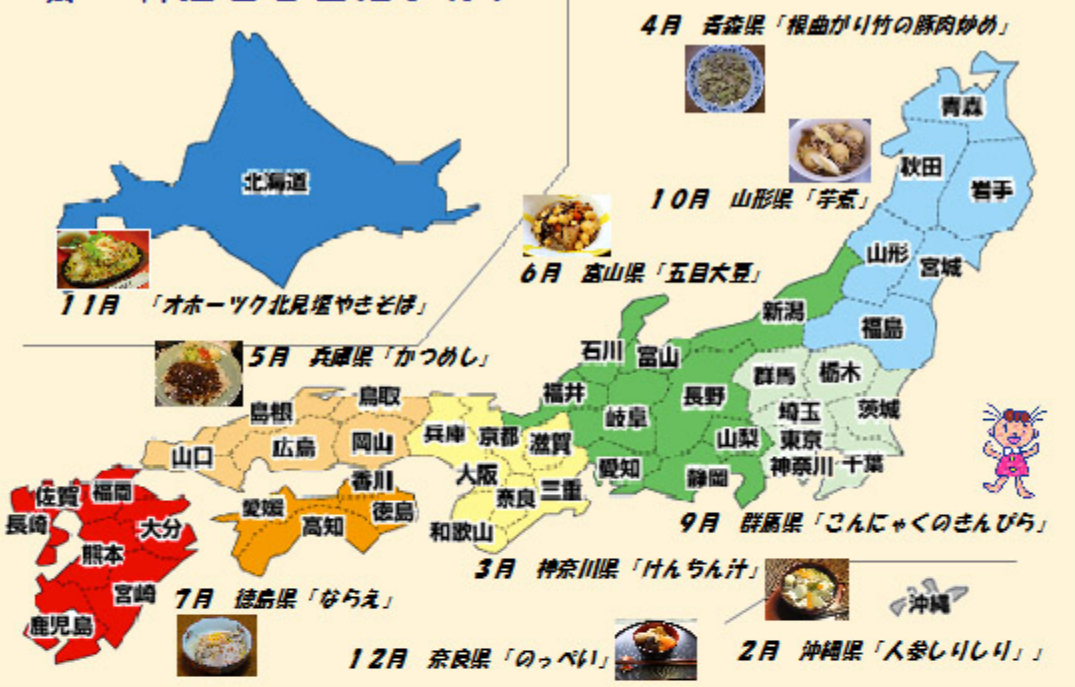 4月 青森県「根曲がり竹の豚肉炒め」
青森
秋田
岩手
10月 山形県「芋煮」
北海道
山形
宮城
6月 富山県「五目大豆」
11月 「オホーツク北見塩やきそば」
新潟
福島
5月 兵庫県「かつめし」
石川
富山
群馬
栃木
福井
長野
鳥取
島根
岐阜
埼玉
茨城
兵庫
京都
滋賀
山梨
東京
広島
岡山
山口
愛知
神奈川
千葉
大阪
静岡
香川
佐賀
福岡
奈良
三重
愛媛
徳島
長崎
大分
高知
和歌山
9月 群馬県「こんにゃくのきんぴら」
熊本
3月 神奈川県「けんちん汁」
宮崎
7月 徳島県「ならえ」
沖縄
鹿児島
12月 奈良県「のっぺい」
2月 沖縄県「人参しりしり」」